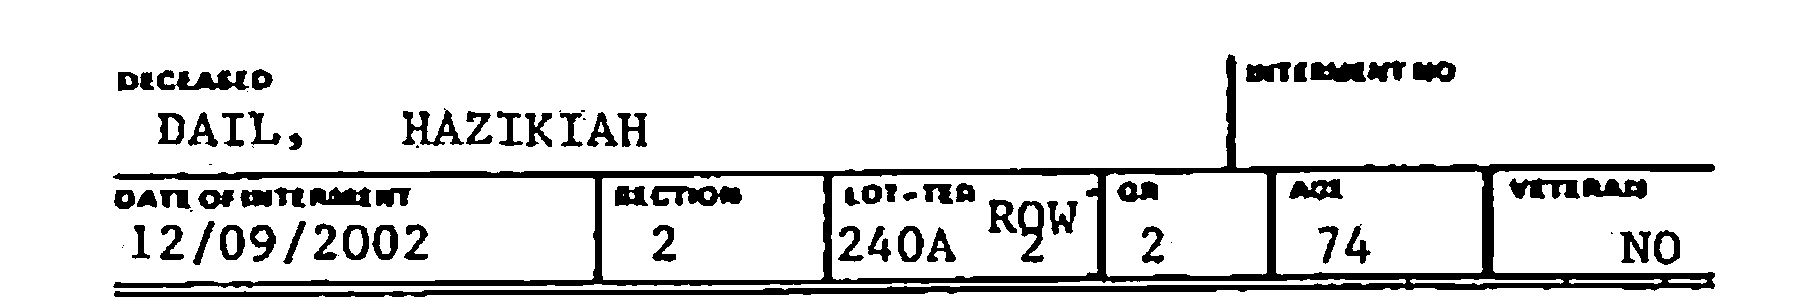 DECEASED INTERMENT NO
DAIL, HAZIKIAH
DATE OF INTERMENT SECTION LOT-TER ROW GR AGE VETERAN
12/09/2002 2 240A 2 2 74 NO